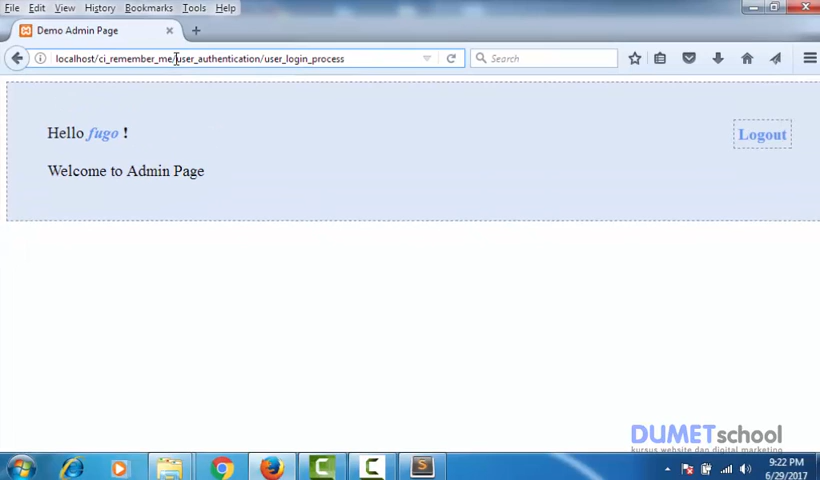 File Edit View History Bookmarks Tools Help
Demo Admin Page
localhost/ci_remember_me/user_authentication/user_login_process
Search
Hello fugo !
Logout
Welcome to Admin Page
DUMETschool
kursus website dan digital marketing
9:22 PM
6/29/2017